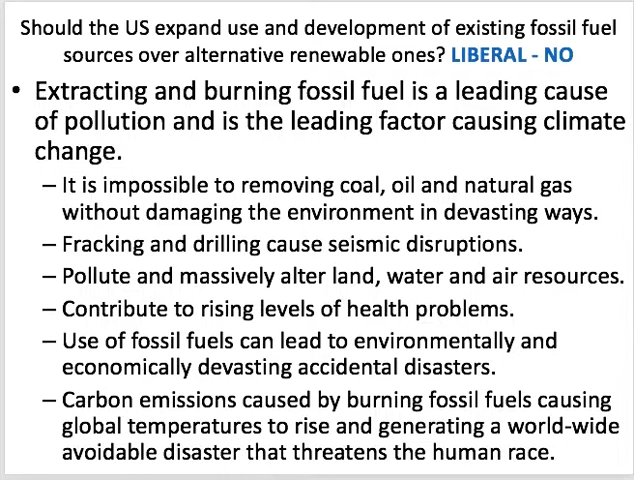 Should the US expand use and development of existing fossil fuel
sources over alternative renewable ones? LIBERAL - NO
• Extracting and burning fossil fuel is a leading cause
of pollution and is the leading factor causing climate
change.
– It is impossible to removing coal, oil and natural gas
without damaging the environment in devasting ways.
– Fracking and drilling cause seismic disruptions.
– Pollute and massively alter land, water and air resources.
– Contribute to rising levels of health problems.
– Use of fossil fuels can lead to environmentally and
economically devasting accidental disasters.
– Carbon emissions caused by burning fossil fuels causing
global temperatures to rise and generating a world-wide
avoidable disaster that threatens the human race.